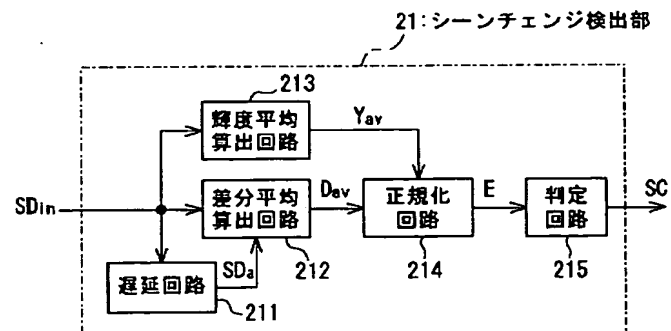 21:シーンチェンジ検出部
213
輝度平均
算出回路
Yav
SDin
差分平均
算出回路
Dav
正規化
回路
E
判定
回路
SC
212
214
215
SDa
遅延回路
211